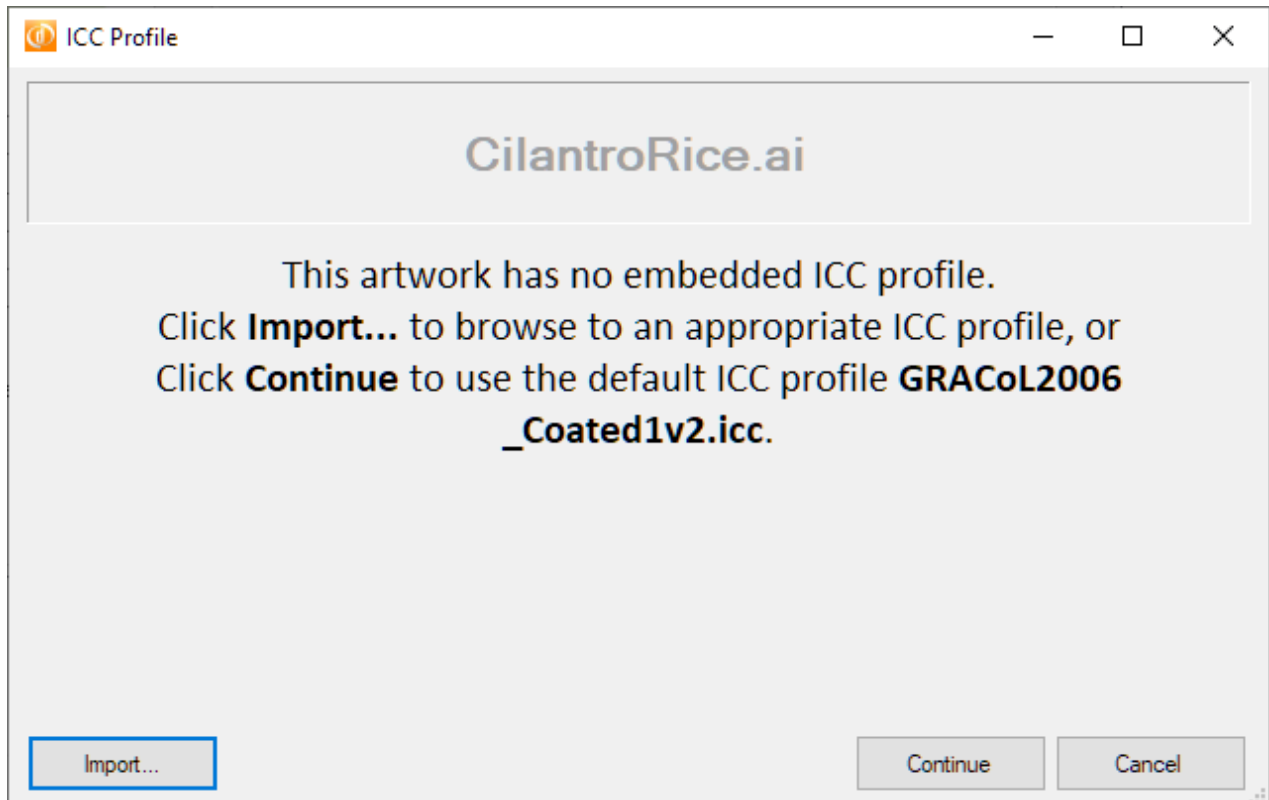 ICC Profile
CilantroRice.ai
This artwork has no embedded ICC profile.
Click Import... to browse to an appropriate ICC profile, or
Click Continue to use the default ICC profile GRACoL2006
_Coated1v2.icc.
Import...
Continue
Cancel